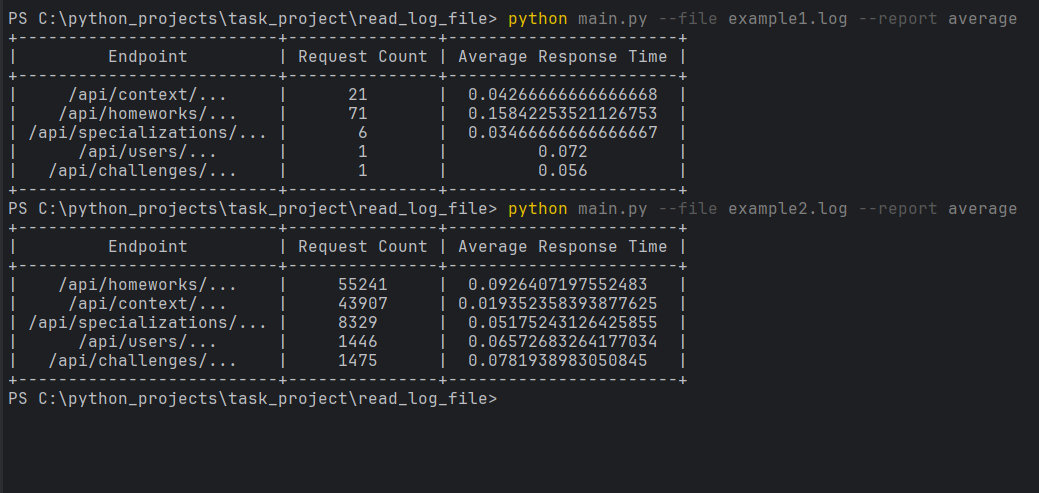 PS C:\python_projects\task_project\read_log_file> python main.py --file example1.log --report average
+--------------------------+---------------+-----------------------+
|         Endpoint         | Request Count | Average Response Time |
+--------------------------+---------------+-----------------------+
|     /api/context/...     |       21      |  0.04266666666666668  |
|    /api/homeworks/...    |       71      |  0.15842253521126753  |
| /api/specializations/... |       6       |  0.03466666666666667  |
|      /api/users/...      |       1       |         0.072         |
|   /api/challenges/...    |       1       |         0.056         |
+--------------------------+---------------+-----------------------+
PS C:\python_projects\task_project\read_log_file> python main.py --file example2.log --report average
+--------------------------+---------------+-----------------------+
|         Endpoint         | Request Count | Average Response Time |
+--------------------------+---------------+-----------------------+
|    /api/homeworks/...    |     55241     |   0.0926407197552483  |
|     /api/context/...     |     43907     |  0.019352358393877625 |
| /api/specializations/... |      8329     |  0.05175243126425855  |
|      /api/users/...      |      1446     |  0.06572683264177034  |
|   /api/challenges/...    |      1475     |   0.0781938983050845  |
+--------------------------+---------------+-----------------------+
PS C:\python_projects\task_project\read_log_file>